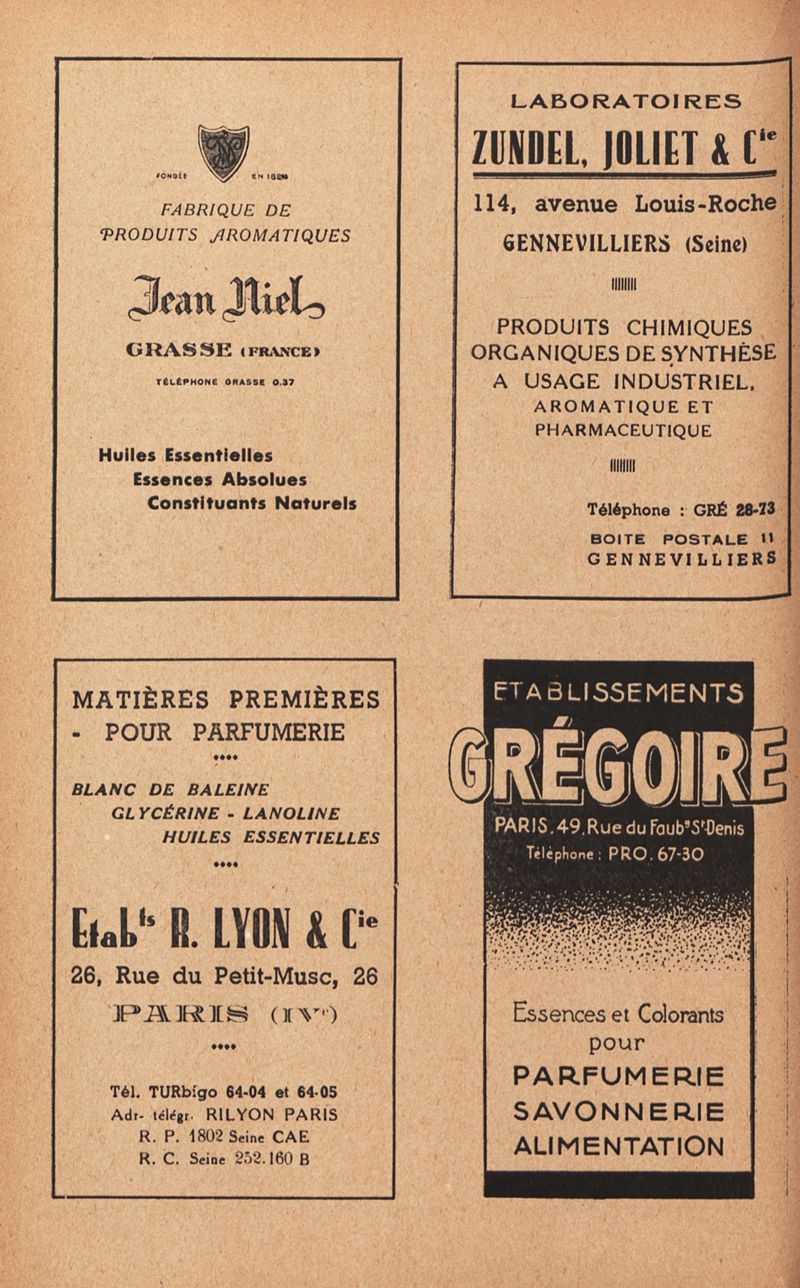 FABRIQUE DE
PRODUITS AROMATIQUES
Jean Niel
GRASSE (FRANCE)
TÉLÉPHONE GRASSE 0.37
Huiles Essentielles
Essences Absolues
Constituants Naturels
LABORATOIRES
ZUNDEL, JOLIET & Cie
114, avenue Louis-Roche
GENNEVILLIERS (Seine)
PRODUITS CHIMIQUES
ORGANIQUES DE SYNTHÈSE
A USAGE INDUSTRIEL,
AROMATIQUE ET
PHARMACEUTIQUE
Téléphone : GRÉ 28-73
BOITE POSTALE 11
GENNEVILLIERS
MATIÈRES PREMIÈRES
- POUR PARFUMERIE
BLANC DE BALEINE
GLYCÉRINE - LANOLINE
HUILES ESSENTIELLES
Etabts R. LYON & Cie
26, Rue du Petit-Musc, 26
PARIS (IVe)
Tél. TURbigo 64-04 et 64-05
Adr. télégr. RILYON PARIS
R. P. 1802 Seine CAE
R. C. Seine 252.160 B
ETABLISSEMENTS
GRÉGOIRE
PARIS. 49. Rue du Faubg St-Denis
Téléphone : PRO. 67-30
Essences et Colorants
pour
PARFUMERIE
SAVONNERIE
ALIMENTATION